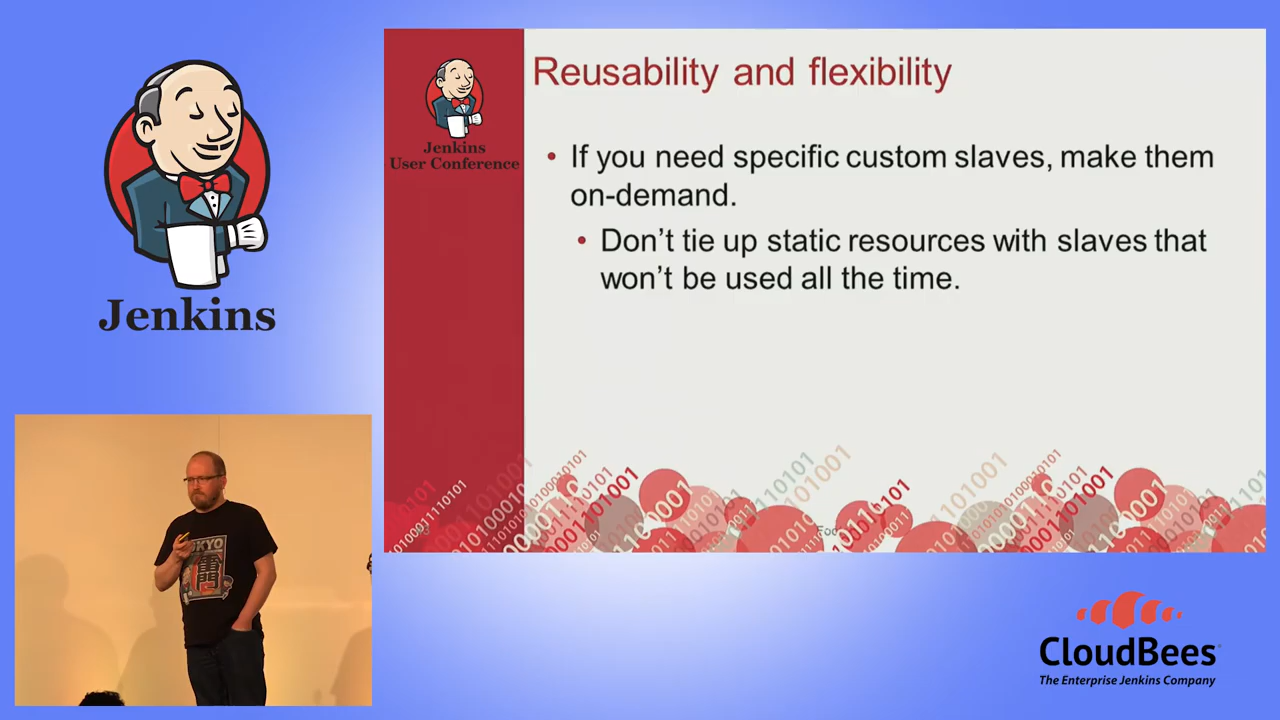 Jenkins
Jenkins
User Conference
Reusability and flexibility
• If you need specific custom slaves, make them
on-demand.
• Don't tie up static resources with slaves that
won't be used all the time.
TOKYO
CloudBees
The Enterprise Jenkins Company